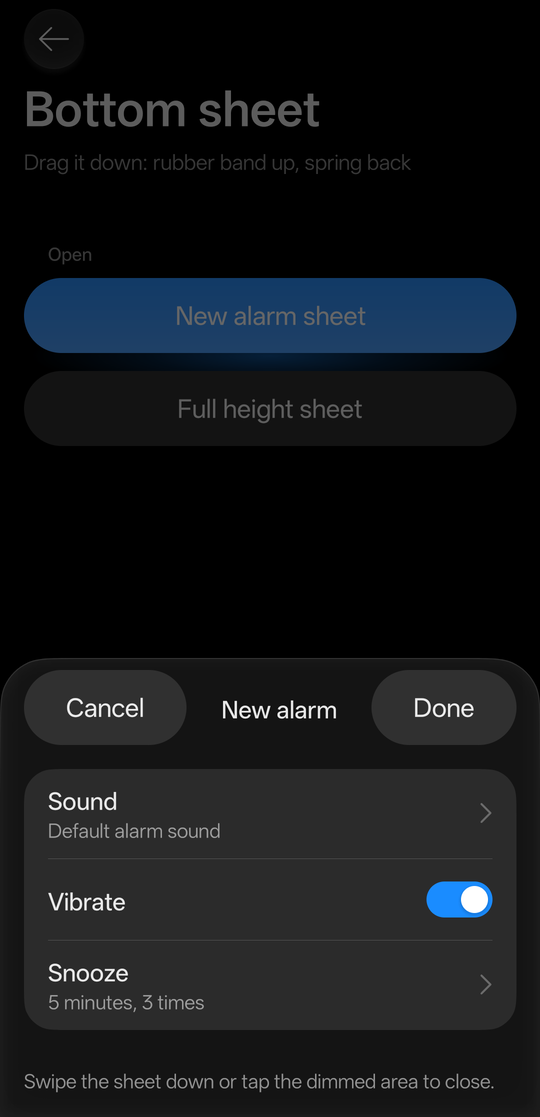 Bottom sheet
Drag it down: rubber band up, spring back
Open
New alarm sheet
Full height sheet
Cancel
New alarm
Done
Sound
Default alarm sound
Vibrate
Snooze
5 minutes, 3 times
Swipe the sheet down or tap the dimmed area to close.